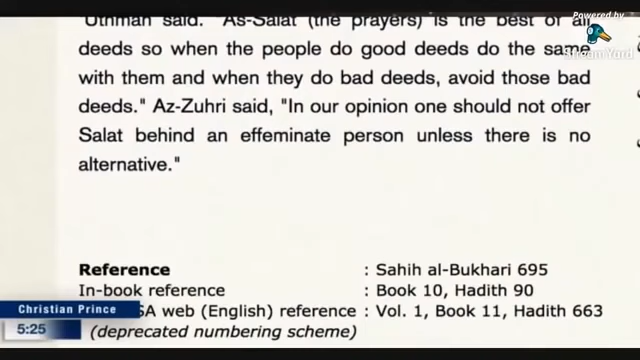 Powered by
'Uthman said. "As-Salat (the prayers) is the best of all
deeds so when the people do good deeds do the same
with them and when they do bad deeds, avoid those bad
deeds." Az-Zuhri said, "In our opinion one should not offer
Salat behind an effeminate person unless there is no
alternative."
Reference : Sahih al-Bukhari 695
In-book reference : Book 10, Hadith 90
SA web (English) reference : Vol. 1, Book 11, Hadith 663
(deprecated numbering scheme)
Christian Prince
5:25